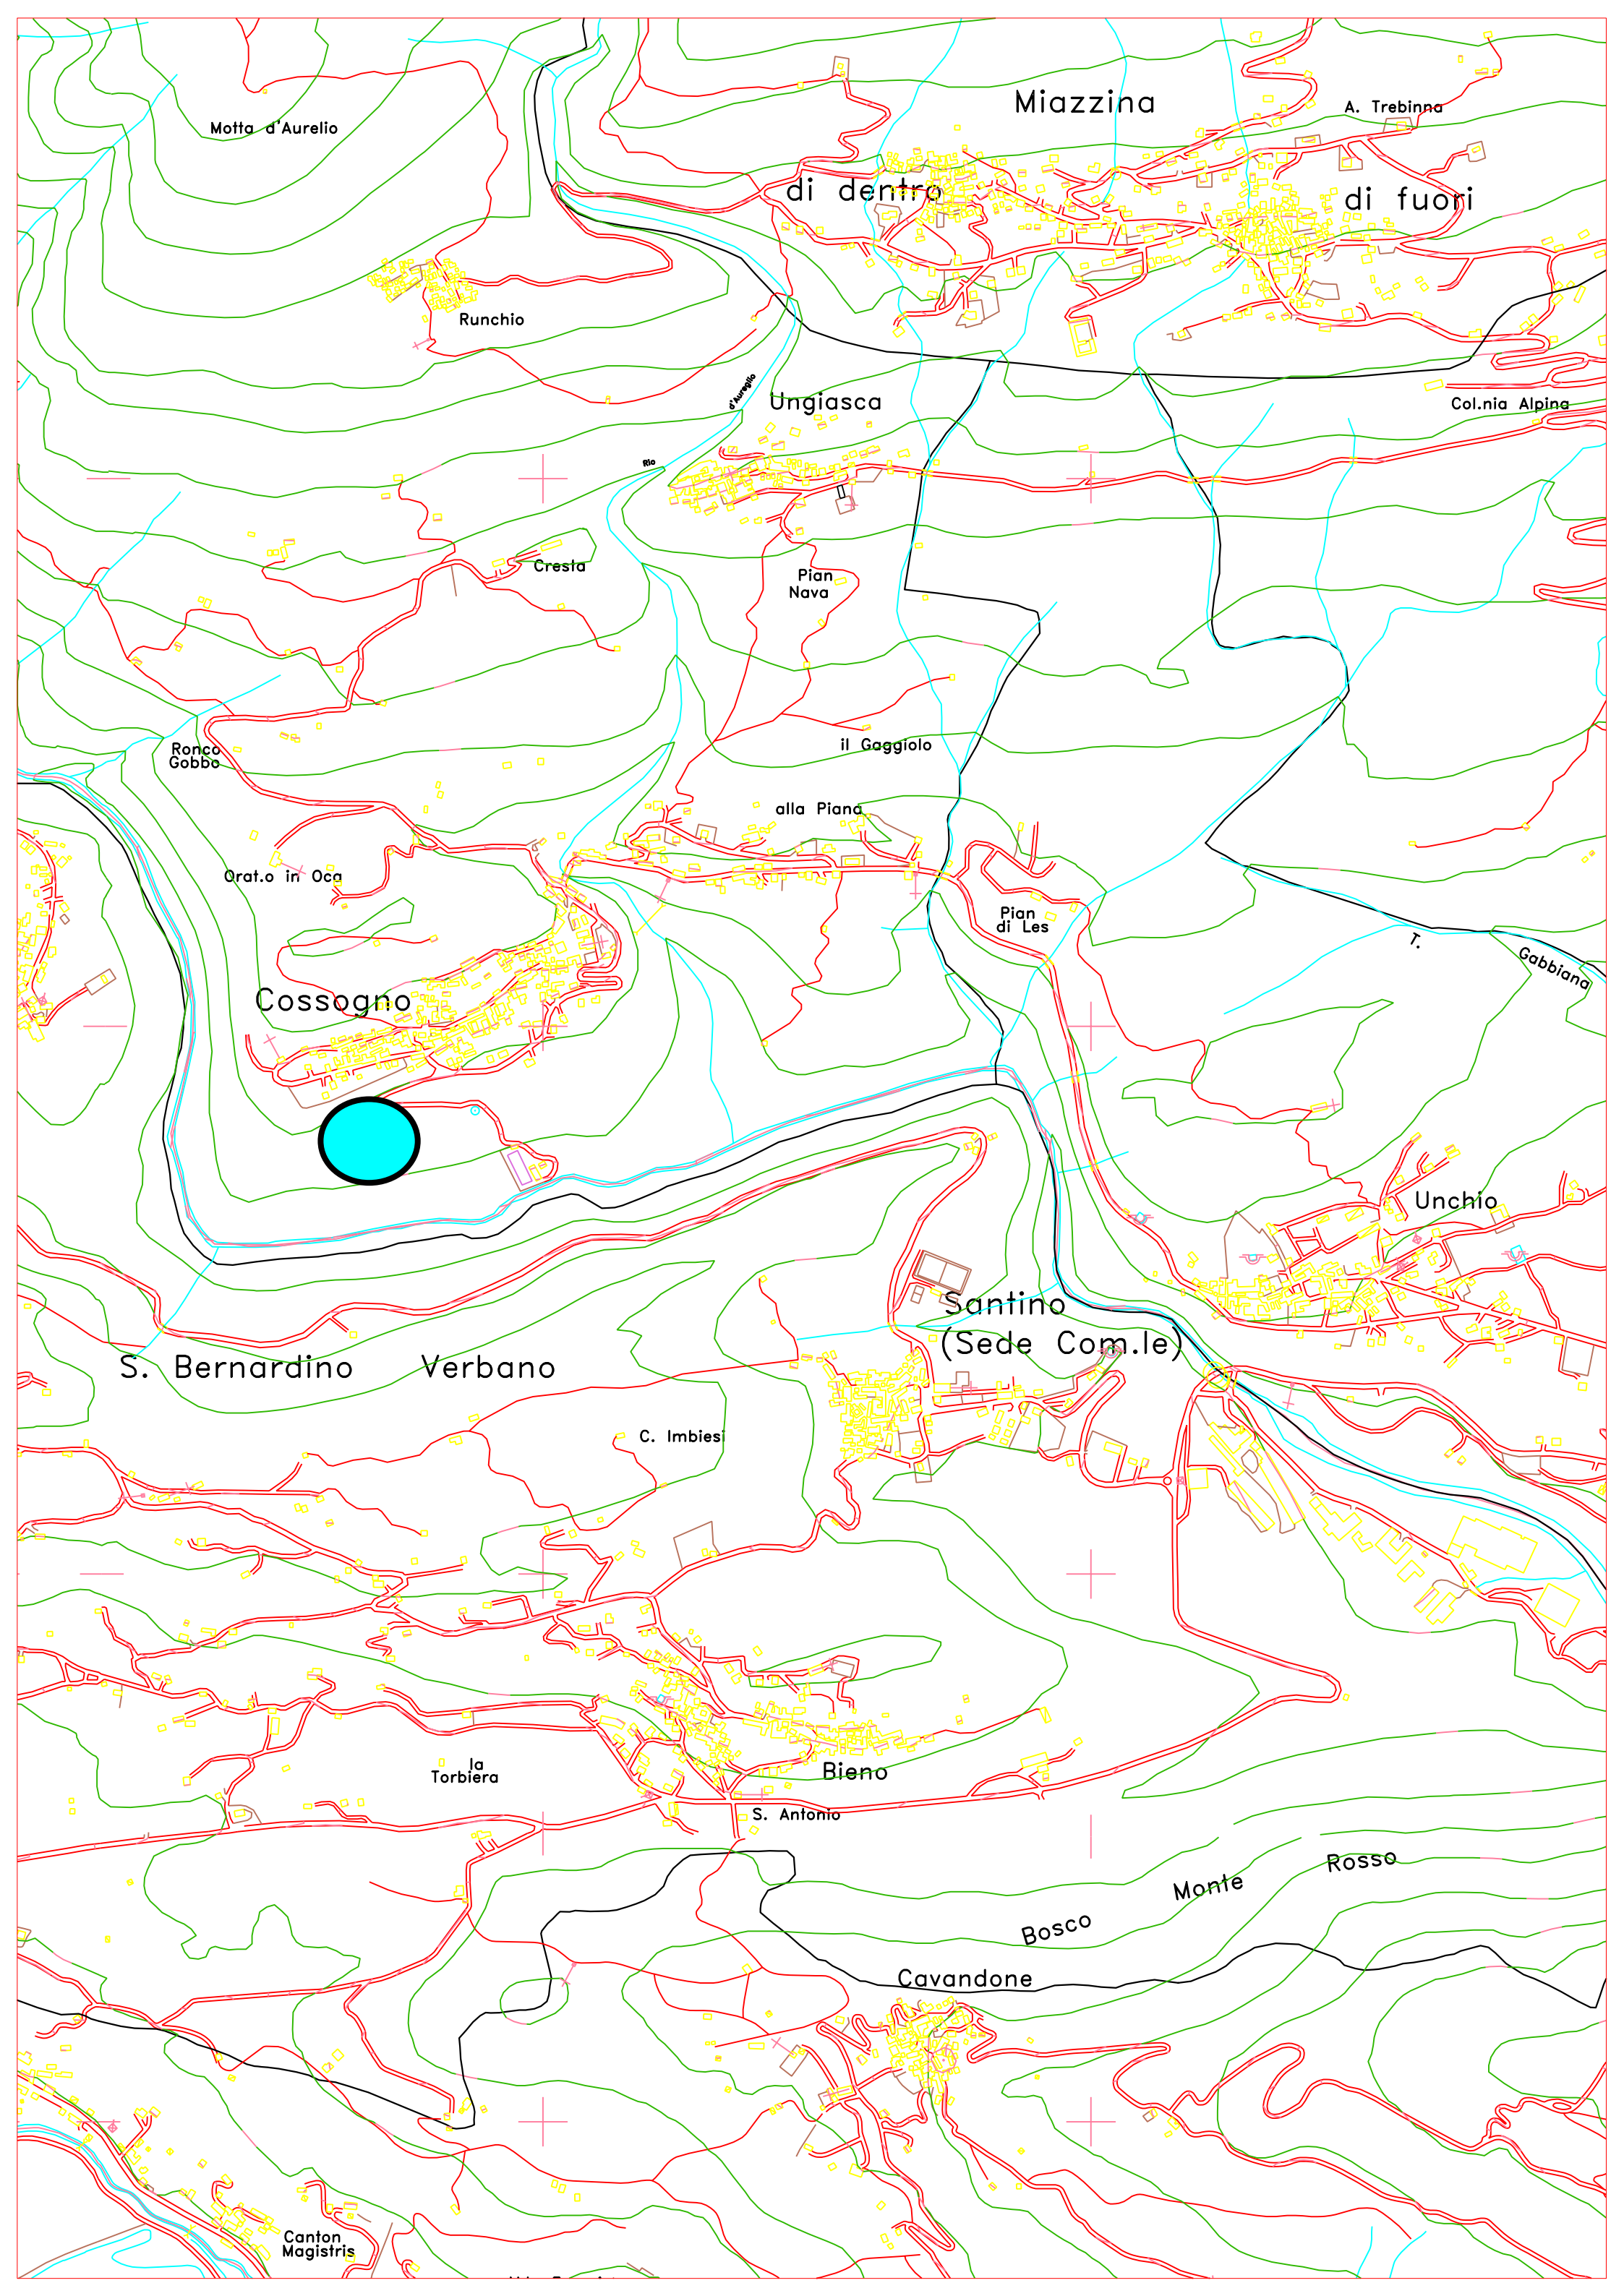 Miazzina
A. Trebinna
Motta d'Aurelio
di dentro
di fuori
Runchio
d'Aureglio
Ungiasca
Col.nia Alpina
Rio
Cresta
Pian
Nava
Ronco
Gobbo
il Gaggiolo
alla Piana
Orat.o in Oca
Pian
di Les
T.
Gabbiana
Cossogno
Unchio
Santino
(Sede Com.le)
S. Bernardino Verbano
C. Imbiesi
la
Torbiera
Bieno
S. Antonio
Bosco Monte Rosso
Cavandone
Canton
Magistris